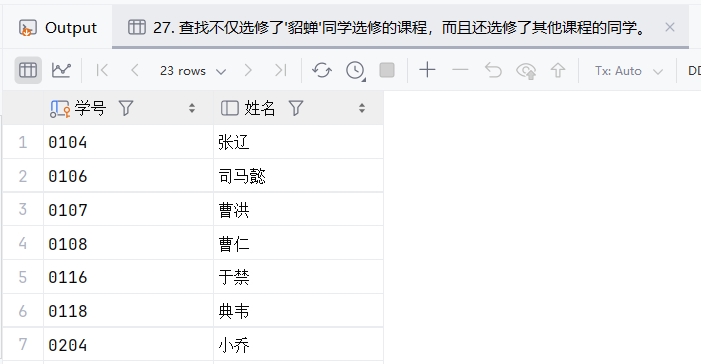 Output
27. 查找不仅选修了'貂蝉'同学选修的课程，而且还选修了其他课程的同学。
23 rows
Tx: Auto
DD
学号 姓名
1 0104 张辽
2 0106 司马懿
3 0107 曹洪
4 0108 曹仁
5 0116 于禁
6 0118 典韦
7 0204 小乔